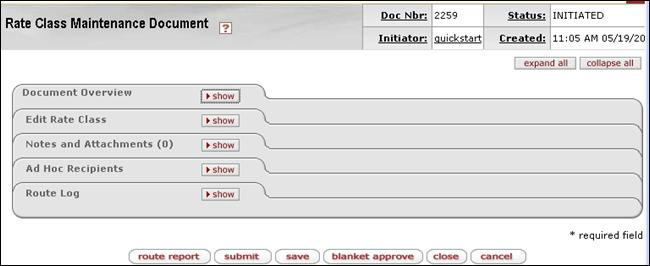 Rate Class Maintenance Document ?
Doc Nbr: 2259 Status: INITIATED
Initiator: quickstart Created: 11:05 AM 05/19/20
expand all collapse all
Document Overview show
Edit Rate Class show
Notes and Attachments (0) show
Ad Hoc Recipients show
Route Log show
* required field
route report submit save blanket approve close cancel